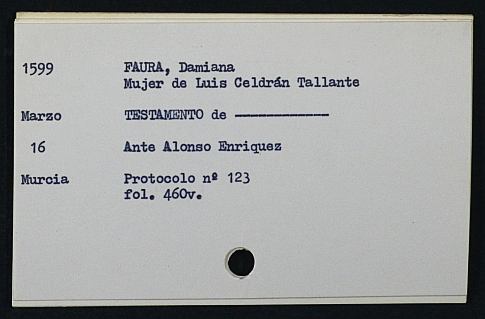 1599 FAURA, Damiana
Mujer de Luis Celdrán Tallante
Marzo TESTAMENTO de ------------
16 Ante Alonso Enriquez
Murcia Protocolo nº 123
fol. 460v.